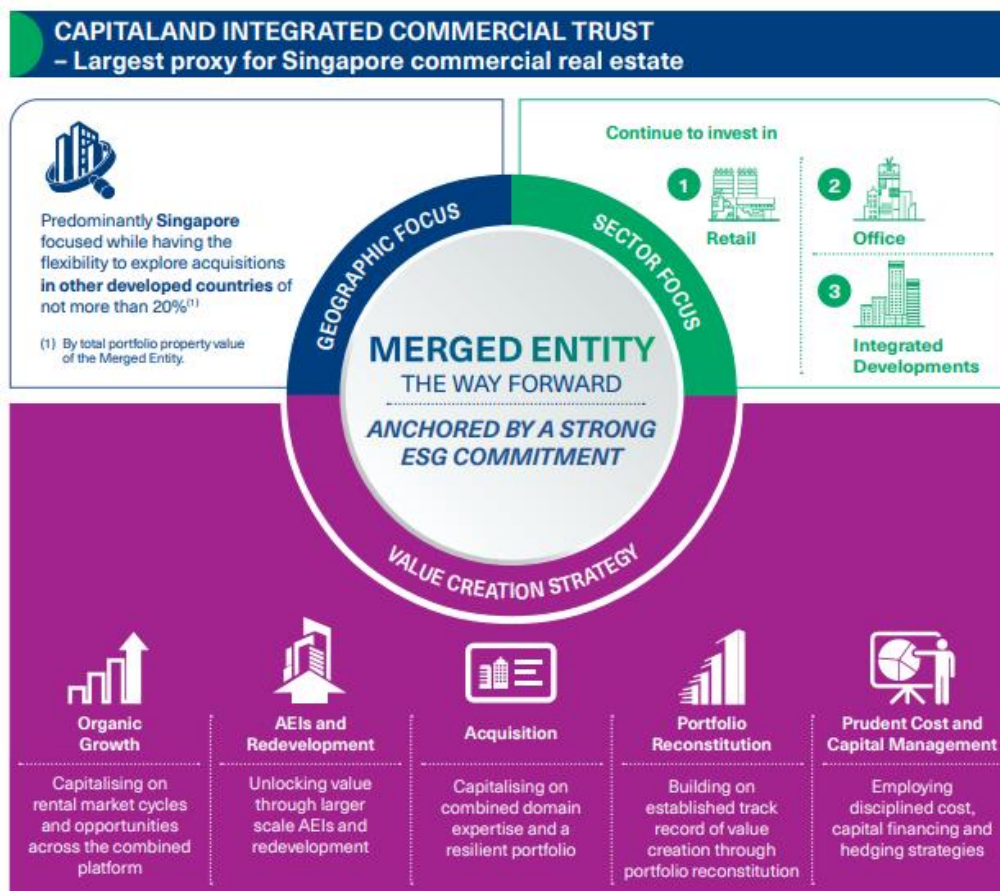 CAPITALAND INTEGRATED COMMERCIAL TRUST
– Largest proxy for Singapore commercial real estate
Predominantly Singapore
focused while having the
flexibility to explore acquisitions
in other developed countries of
not more than 20%(1)
(1) By total portfolio property value
of the Merged Entity.
Continue to invest in
1
Retail
2
Office
3
Integrated
Developments
GEOGRAPHIC FOCUS
SECTOR FOCUS
MERGED ENTITY
THE WAY FORWARD
ANCHORED BY A STRONG
ESG COMMITMENT
VALUE CREATION STRATEGY
Organic
Growth
Capitalising on
rental market cycles
and opportunities
across the combined
platform
AEIs and
Redevelopment
Unlocking value
through larger
scale AEIs and
redevelopment
Acquisition
Capitalising on
combined domain
expertise and a
resilient portfolio
Portfolio
Reconstitution
Building on
established track
record of value
creation through
portfolio reconstitution
Prudent Cost and
Capital Management
Employing
disciplined cost,
capital financing and
hedging strategies